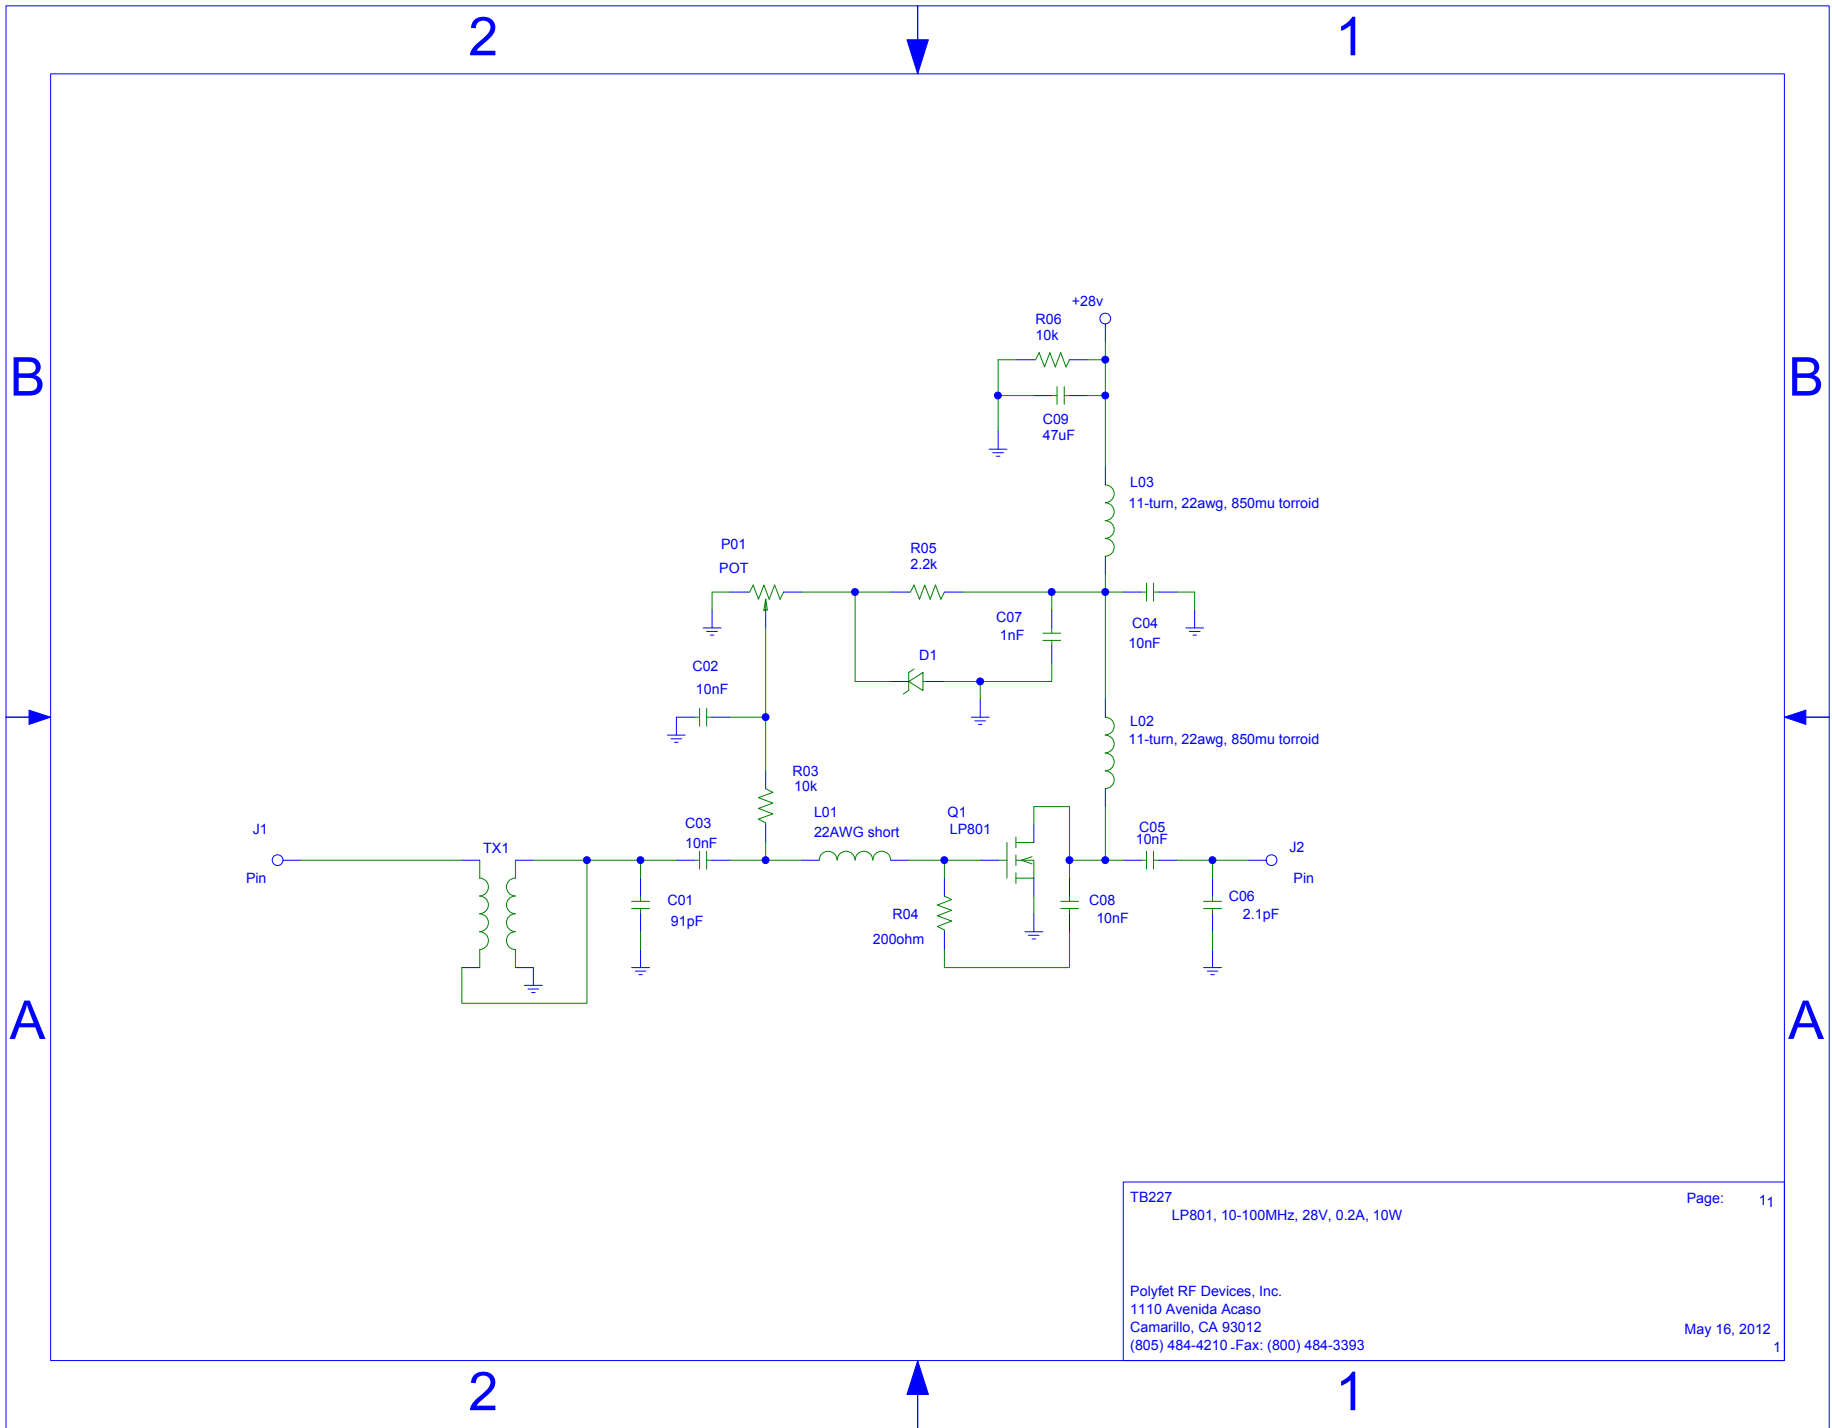 2
1
B
B
+28v
R06
10k
C09
47uF
L03
11-turn, 22awg, 850mu torroid
P01
POT
R05
2.2k
C07
1nF
C04
10nF
D1
C02
10nF
L02
11-turn, 22awg, 850mu torroid
R03
10k
L01
22AWG short
Q1
LP801
C03
10nF
C05
10nF
J1
Pin
TX1
J2
Pin
C01
91pF
R04
200ohm
C08
10nF
C06
2.1pF
A
A
TB227
LP801, 10-100MHz, 28V, 0.2A, 10W
Page: 11
Polyfet RF Devices, Inc.
1110 Avenida Acaso
Camarillo, CA 93012
(805) 484-4210 -Fax: (800) 484-3393
May 16, 2012
1
2
1